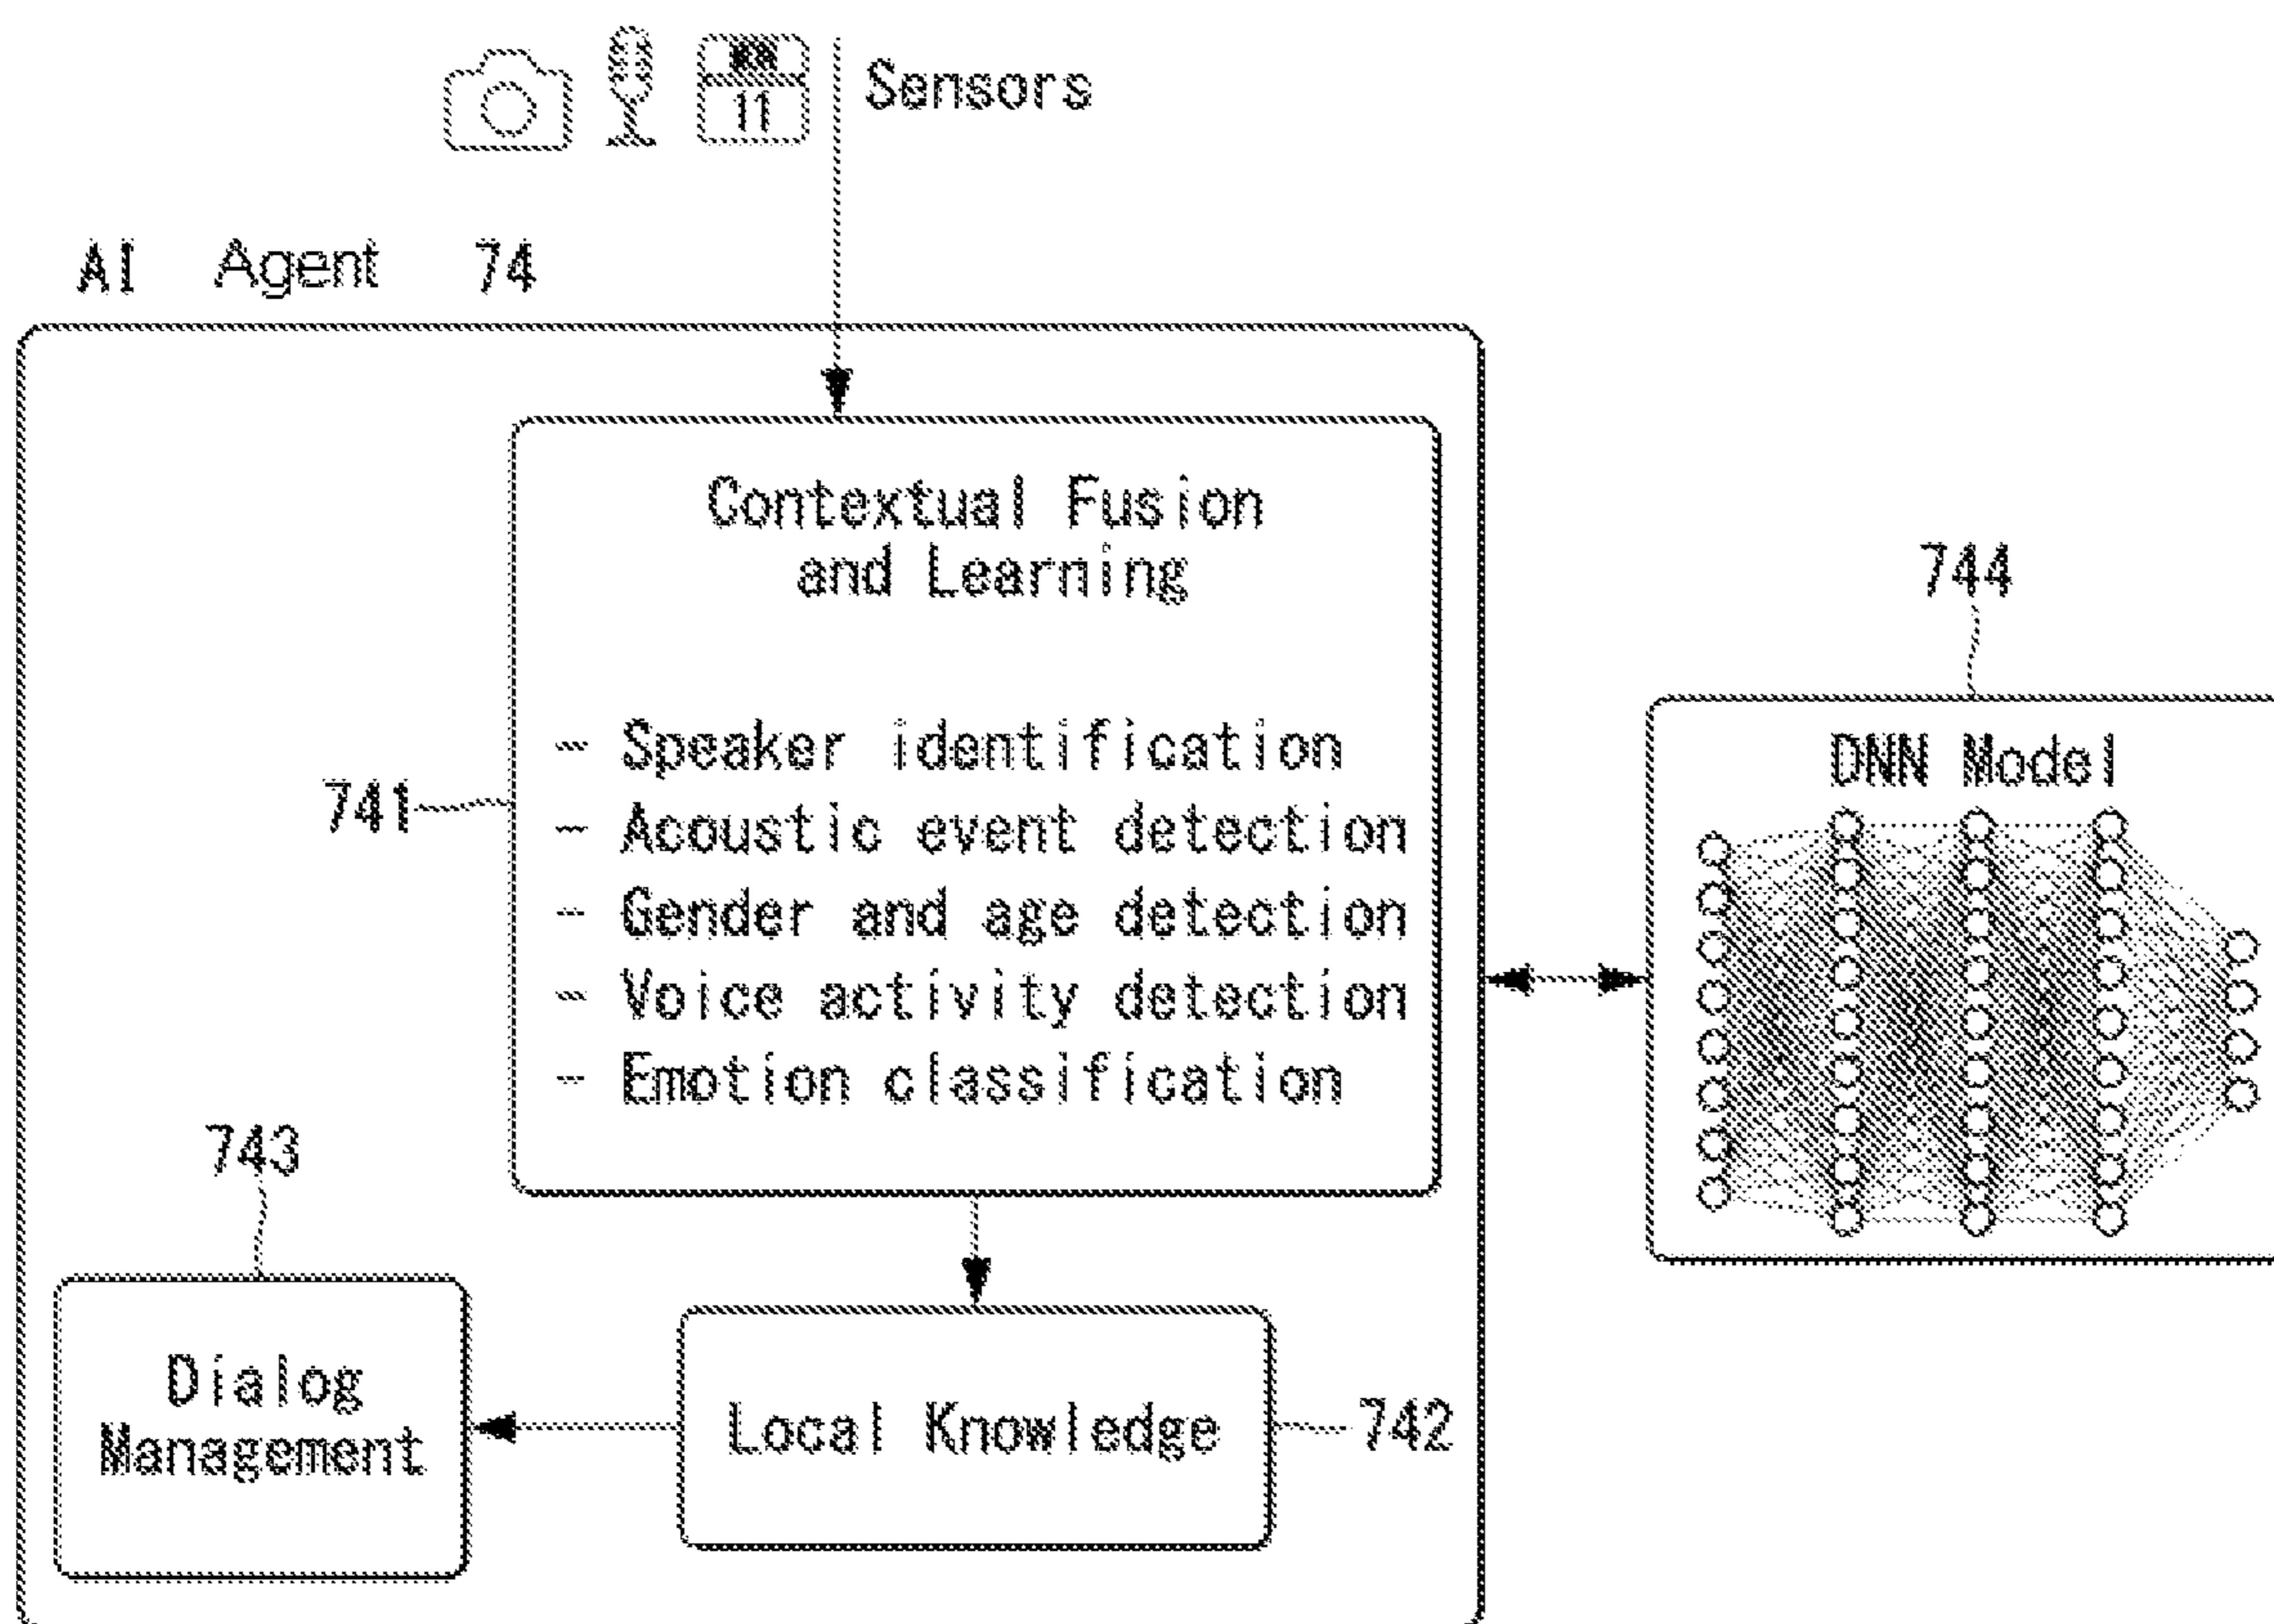 Sensors
11
AI Agent 74
Contextual Fusion
and Learning
- Speaker identification
- Acoustic event detection
- Gender and age detection
- Voice activity detection
- Emotion classification
741
744
DNN Model
743
Dialog
Management
Local Knowledge
742